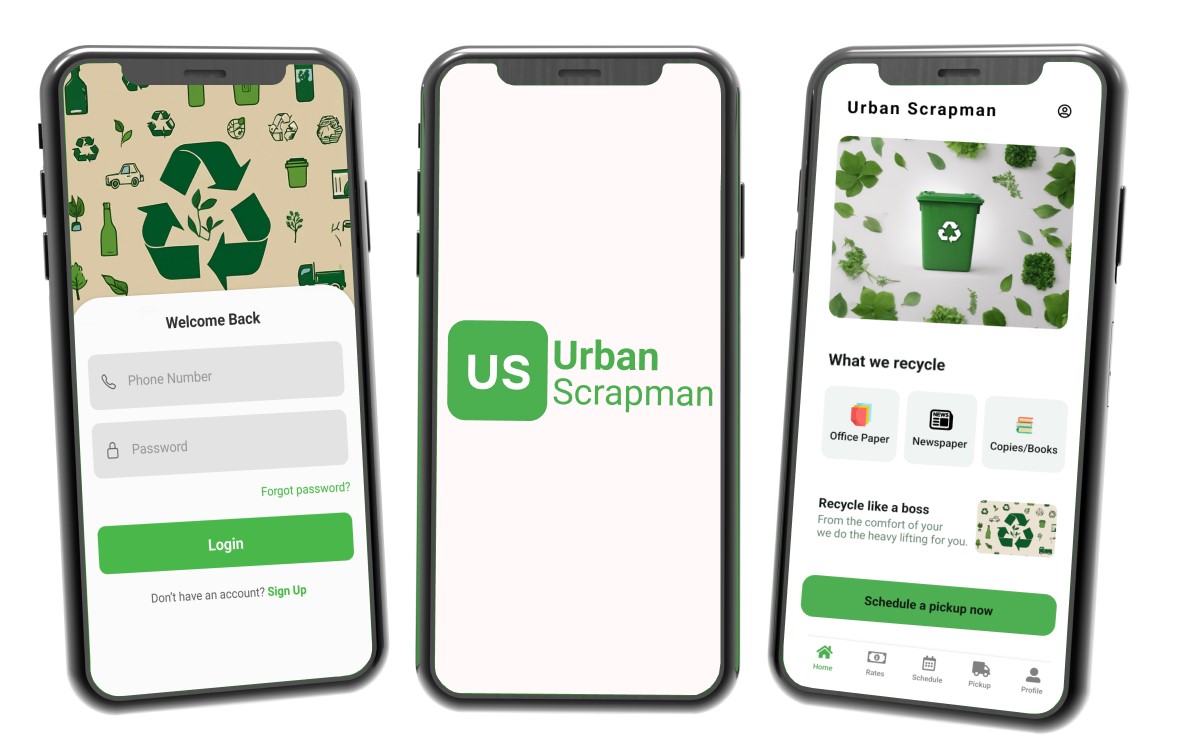 Welcome Back
Phone Number
Password
Forgot password?
Login
Don't have an account? Sign Up
US
Urban
Scrapman
Urban Scrapman
What we recycle
Office Paper
NEWS
Newspaper
Copies/Books
Recycle like a boss
From the comfort of your
we do the heavy lifting for you.
Schedule a pickup now
Home
Rates
Schedule
Pickup
Profile